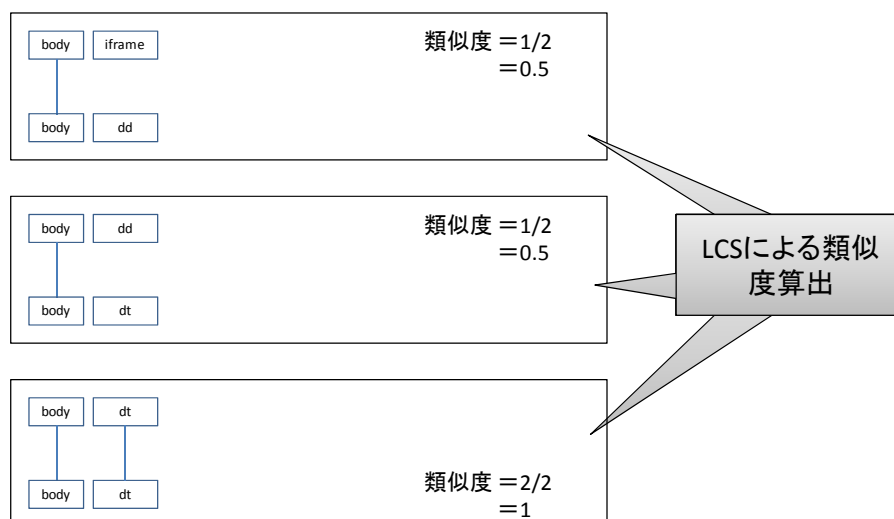 body iframe
類似度 =1/2
=0.5
body dd
body dd
類似度 =1/2
=0.5
body dt
LCSによる類似
度算出
body dt
body dt
類似度 =2/2
=1